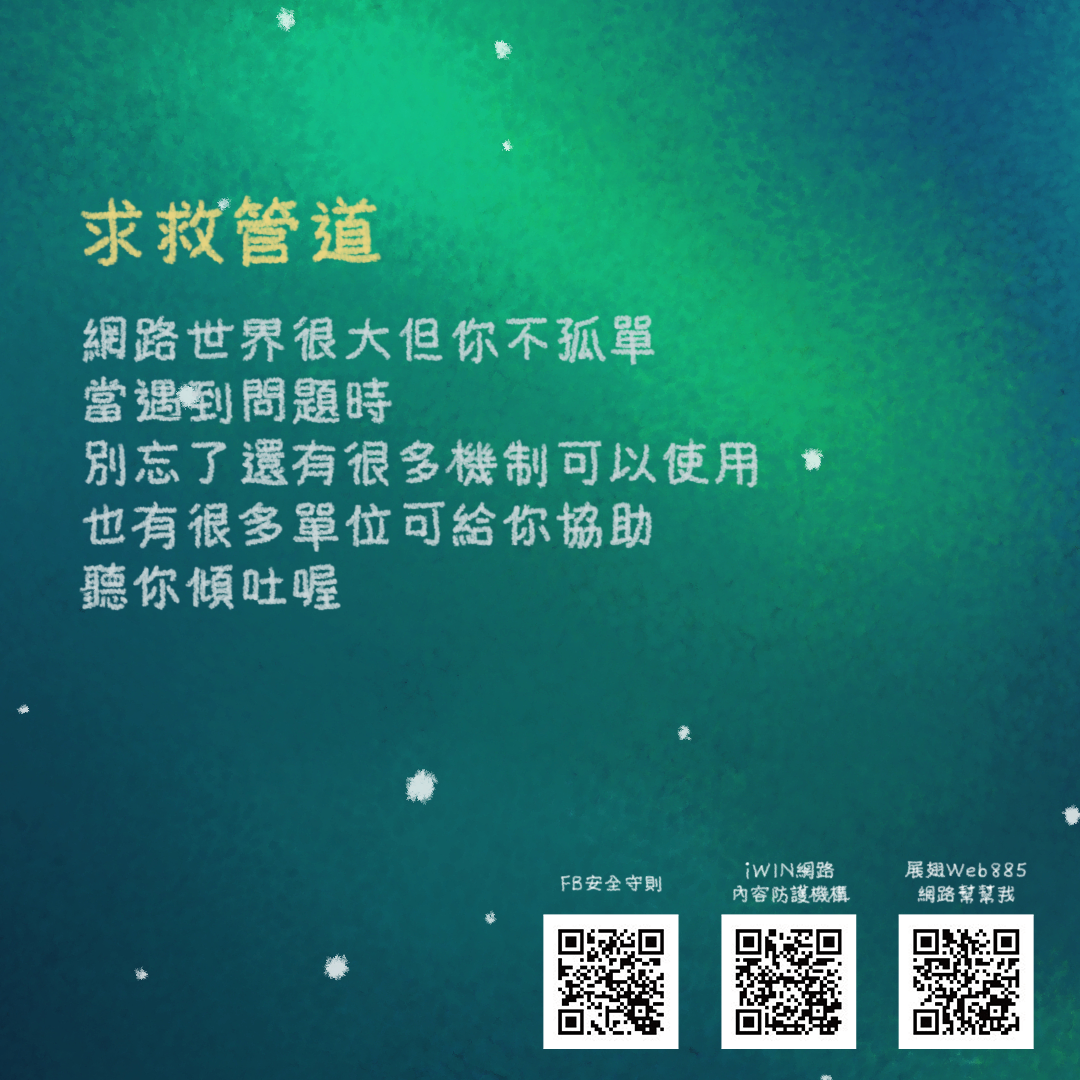 求救管道
網路世界很大但你不孤單
當遇到問題時
別忘了還有很多機制可以使用
也有很多單位可給你協助
聽你傾吐喔
FB安全守則
iWIN網路
內容防護機構
展翅Web885
網路幫幫我